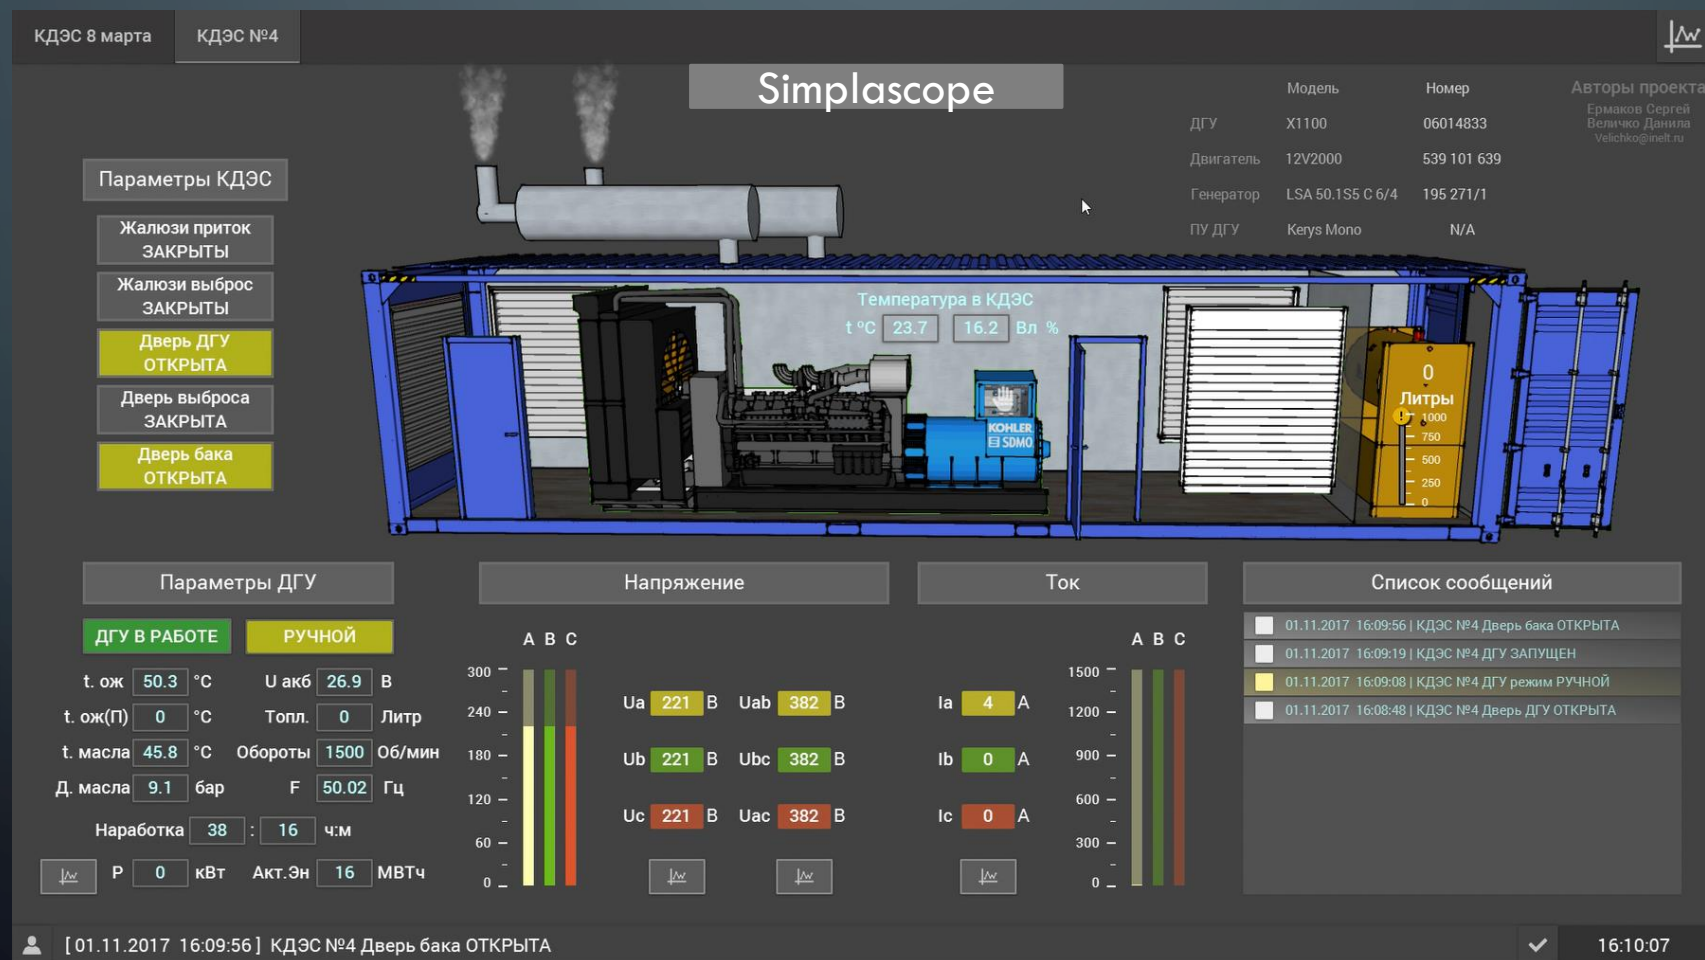 КДЭС 8 марта
КДЭС №4
Simplascope
Модель Номер
ДГУ X1100 06014833
Двигатель 12V2000 539 101 639
Генератор LSA 50.1S5 C 6/4 195 271/1
ПУ ДГУ Kerys Mono N/A
Авторы проекта
Ермаков Сергей
Величко Данила
Velichko@inelt.ru
Параметры КДЭС
Жалюзи приток
ЗАКРЫТЫ
Жалюзи выброс
ЗАКРЫТЫ
Дверь ДГУ
ОТКРЫТА
Дверь выброса
ЗАКРЫТА
Дверь бака
ОТКРЫТА
Температура в КДЭС
t ºC 23.7 16.2 Вл %
KOHLER
SDMO
0
Литры
1000
750
500
250
0
Параметры ДГУ
ДГУ В РАБОТЕ РУЧНОЙ
t. ож 50.3 °C U акб 26.9 В
t. ож(П) 0 °C Топл. 0 Литр
t. масла 45.8 °C Обороты 1500 Об/мин
Д. масла 9.1 бар F 50.02 Гц
Наработка 38 : 16 ч:м
P 0 кВт Акт.Эн 16 МВТч
Напряжение
A B C
300
240
180
120
60
0
Ua 221 В Uab 382 В
Ub 221 В Ubc 382 В
Uc 221 В Uac 382 В
Ток
Ia 4 А
Ib 0 А
Ic 0 А
A B C
1500
1200
900
600
300
0
Список сообщений
01.11.2017 16:09:56 | КДЭС №4 Дверь бака ОТКРЫТА
01.11.2017 16:09:19 | КДЭС №4 ДГУ ЗАПУЩЕН
01.11.2017 16:09:08 | КДЭС №4 ДГУ режим РУЧНОЙ
01.11.2017 16:08:48 | КДЭС №4 Дверь ДГУ ОТКРЫТА
[ 01.11.2017 16:09:56 ] КДЭС №4 Дверь бака ОТКРЫТА
16:10:07